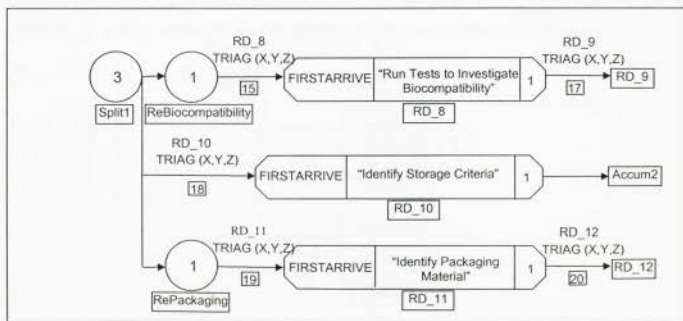 RD_8
TRIAG (X,Y,Z)
RD_9
TRIAG (X,Y,Z)
3
1
15
FIRSTARRIVE
"Run Tests to Investigate
Biocompatibility"
1
17
RD_9
Split1
ReBiocompatibility
RD_8
RD_10
TRIAG (X,Y,Z)
18
FIRSTARRIVE
"Identify Storage Criteria"
1
Accum2
RD_10
RD_11
TRIAG (X,Y,Z)
RD_12
TRIAG (X,Y,Z)
1
19
FIRSTARRIVE
"Identify Packaging
Material"
1
20
RD_12
RePackaging
RD_11